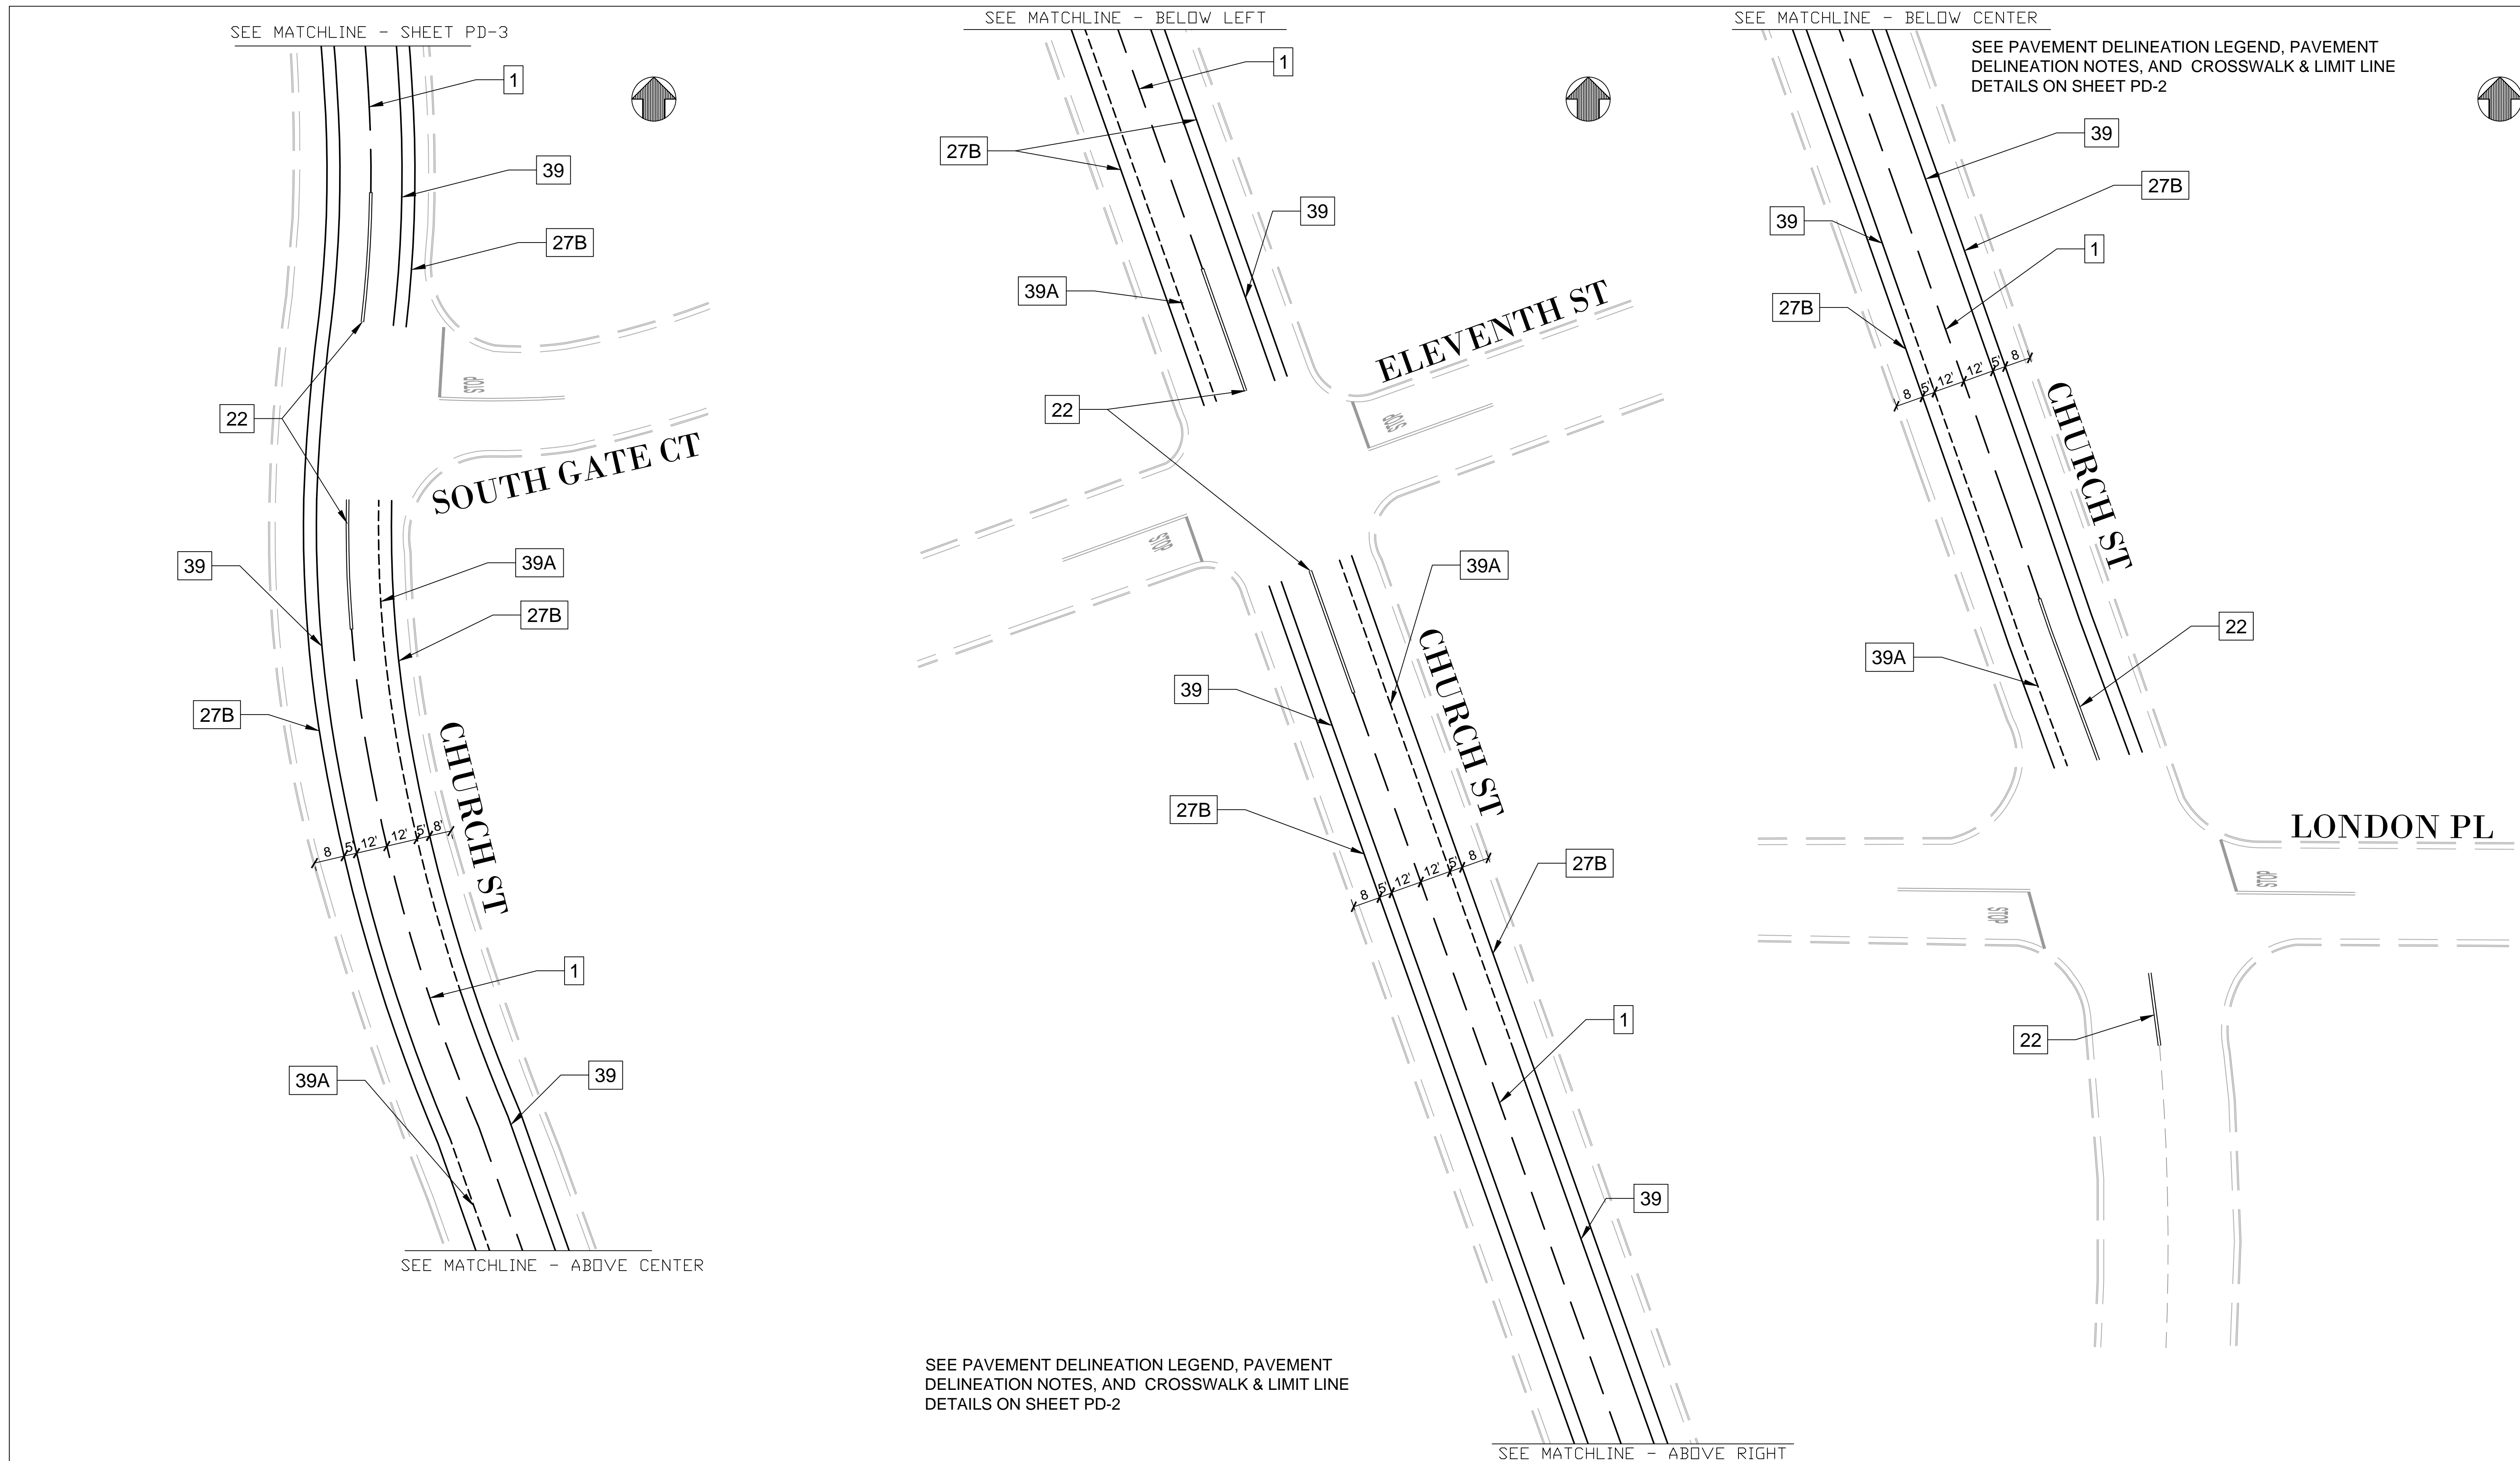 SEE MATCHLINE - SHEET PD-3
1
39
27B
STOP
22
SOUTH GATE CT
39
39A
27B
27B
CHURCH ST
8 5' 12' 12' 5' 8'
1
39A
39
SEE MATCHLINE - ABOVE CENTER
SEE MATCHLINE - BELOW LEFT
1
27B
39
39A
ELEVENTH ST
22
STOP
STOP
39A
39
CHURCH ST
27B
8 5' 12' 12' 5' 8
27B
1
39
SEE PAVEMENT DELINEATION LEGEND, PAVEMENT
DELINEATION NOTES, AND CROSSWALK & LIMIT LINE
DETAILS ON SHEET PD-2
SEE MATCHLINE - ABOVE RIGHT
SEE MATCHLINE - BELOW CENTER
SEE PAVEMENT DELINEATION LEGEND, PAVEMENT
DELINEATION NOTES, AND CROSSWALK & LIMIT LINE
DETAILS ON SHEET PD-2
39
27B
39
1
27B
8 5' 12' 12' 5' 8
CHURCH ST
22
39A
LONDON PL
STOP
STOP
22